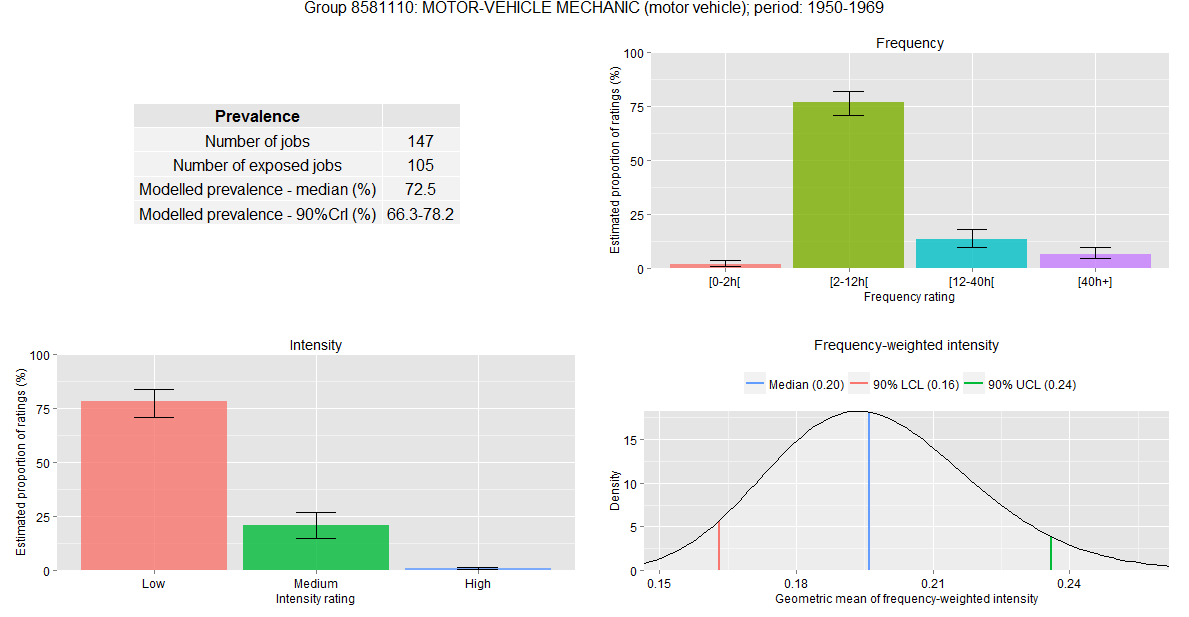 Group 8581110: MOTOR-VEHICLE MECHANIC (motor vehicle); period: 1950-1969
Prevalence
Number of jobs 147
Number of exposed jobs 105
Modelled prevalence - median (%) 72.5
Modelled prevalence - 90%CrI (%) 66.3-78.2
Frequency
Estimated proportion of ratings (%)
100
75
50
25
0
[0-2h[ [2-12h[ [12-40h[ [40h+]
Frequency rating
Intensity
Estimated proportion of ratings (%)
100
75
50
25
0
Low Medium High
Intensity rating
Frequency-weighted intensity
Median (0.20) 90% LCL (0.16) 90% UCL (0.24)
Density
15
10
5
0
0.15 0.18 0.21 0.24
Geometric mean of frequency-weighted intensity